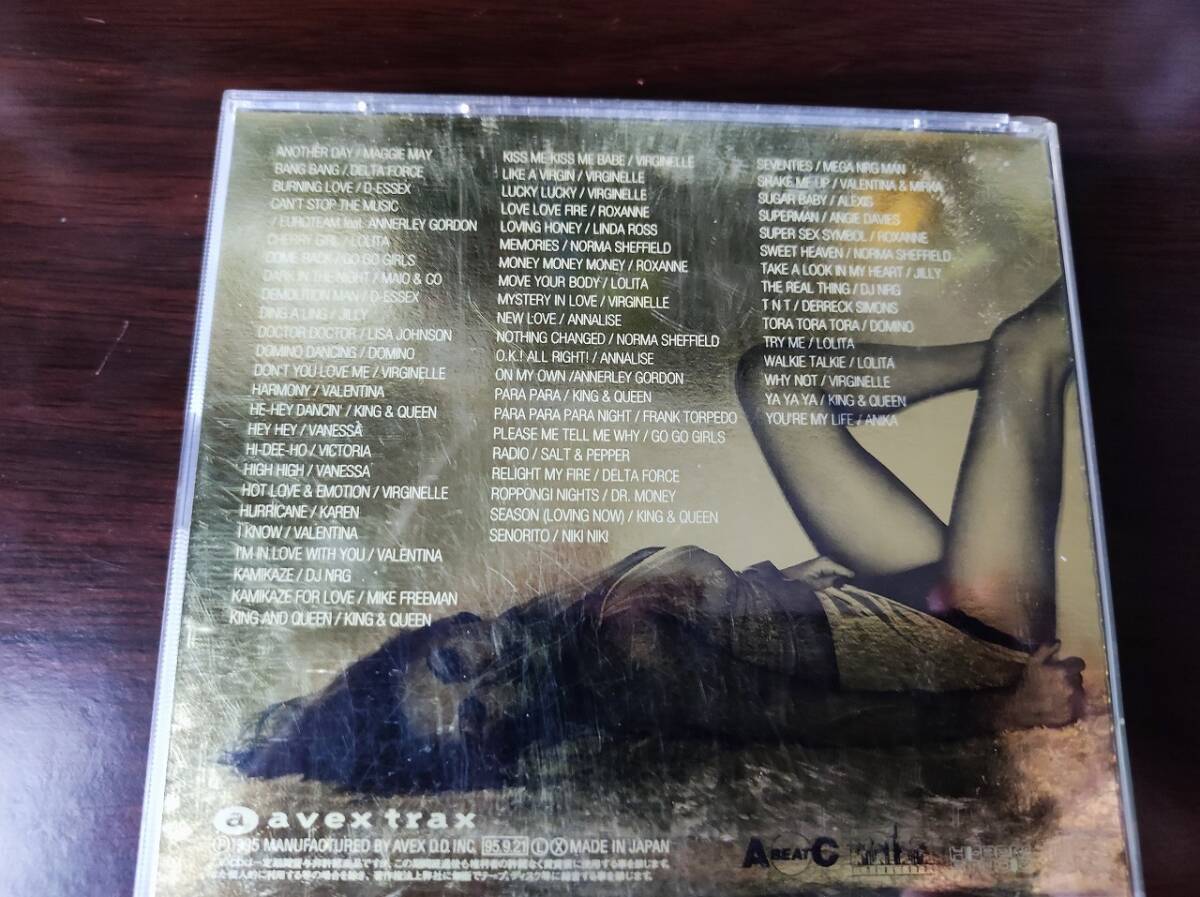 ANOTHER DAY / MAGGIE MAY
BANG BANG / DELTA FORCE
BURNING LOVE / D-ESSEX
CAN'T STOP THE MUSIC
/ EUROTEAM feat. ANNERLEY GORDON
CHERRY GIRL / LOLITA
COME BACK / GO GO GIRLS
DARK IN THE NIGHT / MAIO & CO
DEMOLITION MAN / D-ESSEX
DING A LING / JILLY
DOCTOR DOCTOR / LISA JOHNSON
DOMINO DANCING / DOMINO
DON'T YOU LOVE ME / VIRGINELLE
HARMONY / VALENTINA
HE-HEY DANCIN' / KING & QUEEN
HEY HEY / VANESSA
HI-DEE-HO / VICTORIA
HIGH HIGH / VANESSA
HOT LOVE & EMOTION / VIRGINELLE
HURRICANE / KAREN
I KNOW / VALENTINA
I'M IN LOVE WITH YOU / VALENTINA
KAMIKAZE / DJ NRG
KAMIKAZE FOR LOVE / MIKE FREEMAN
KING AND QUEEN / KING & QUEEN
KISS ME KISS ME BABE / VIRGINELLE
LIKE A VIRGIN / VIRGINELLE
LUCKY LUCKY / VIRGINELLE
LOVE LOVE FIRE / ROXANNE
LOVING HONEY / LINDA ROSS
MEMORIES / NORMA SHEFFIELD
MONEY MONEY MONEY / ROXANNE
MOVE YOUR BODY / LOLITA
MYSTERY IN LOVE / VIRGINELLE
NEW LOVE / ANNALISE
NOTHING CHANGED / NORMA SHEFFIELD
O.K.! ALL RIGHT! / ANNALISE
ON MY OWN /ANNERLEY GORDON
PARA PARA / KING & QUEEN
PARA PARA PARA NIGHT / FRANK TORPEDO
PLEASE ME TELL ME WHY / GO GO GIRLS
RADIO / SALT & PEPPER
RELIGHT MY FIRE / DELTA FORCE
ROPPONGI NIGHTS / DR. MONEY
SEASON (LOVING NOW) / KING & QUEEN
SENORITO / NIKI NIKI
SEVENTIES / MEGA NRG MAN
SHAKE ME UP / VALENTINA & MIRKA
SUGAR BABY / ALEXIS
SUPERMAN / ANGIE DAVIES
SUPER SEX SYMBOL / ROXANNE
SWEET HEAVEN / NORMA SHEFFIELD
TAKE A LOOK IN MY HEART / JILLY
THE REAL THING / DJ NRG
T N T / DERRECK SIMONS
TORA TORA TORA / DOMINO
TRY ME / LOLITA
WALKIE TALKIE / LOLITA
WHY NOT / VIRGINELLE
YA YA YA / KING & QUEEN
YOU'RE MY LIFE / ANIKA
a avex trax
Ⓟ1995 MANUFACTURED BY AVEX D.D. INC. 95.9.21 Ⓛ Ⓧ MADE IN JAPAN
A BEAT C